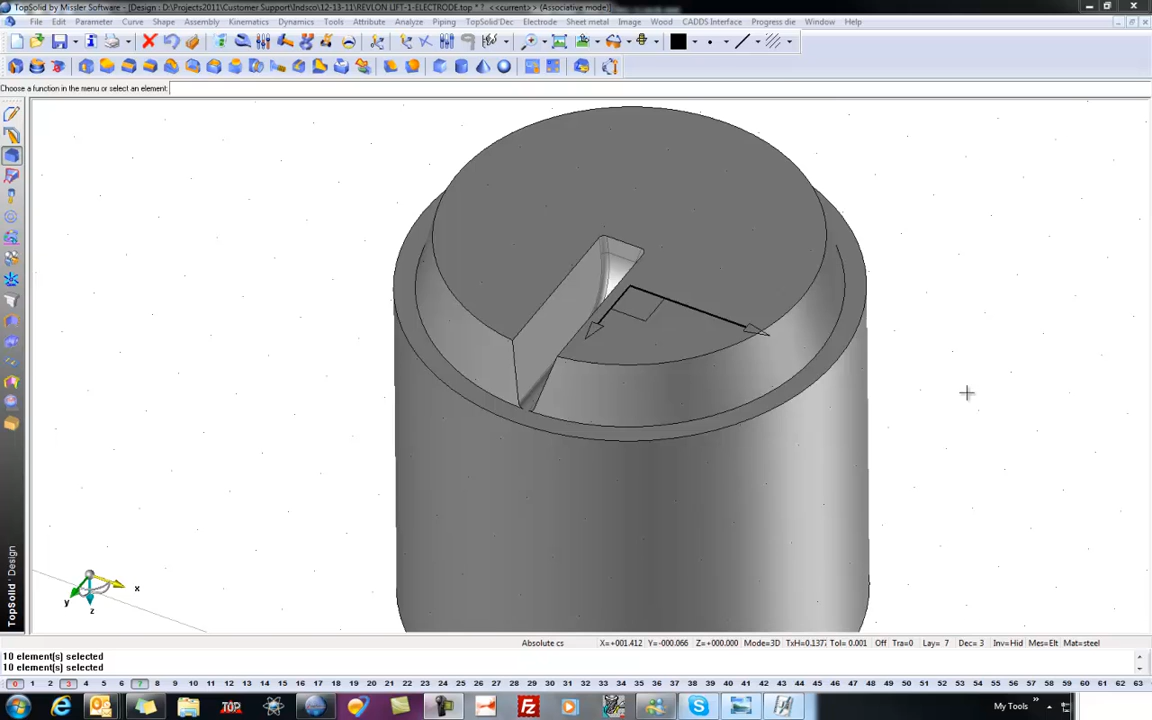 TopSolid by Missler Software - [Design : D:\Projects2011\Customer Support\Indsco\12-13-11\REVLON LIFT-1-ELECTRODE.top * ? <<current>> (Associative mode)]
File Edit Parameter Curve Shape Assembly Kinematics Dynamics Tools Attribute Analyze Piping TopSolid'Dec Electrode Sheet metal Image Wood CADDS Interface Progress die Window Help
Choose a function in the menu or select an element:
TopSolid ' Design
x
y
z
Absolute cs X=+001.412 Y=-000.066 Z=+000.000 Mode=3D TxH=0.137? Tol= 0.001 Off Tra=0 Lay= 7 Dec= 3 Inv=Hid Mes=Elt Mat=steel
10 element(s) selected
10 element(s) selected
0 1 2 3 4 5 6 7 8 9 10 11 12 13 14 15 16 17 18 19 20 21 22 23 24 25 26 27 28 29 30 31 32 33 34 35 36 37 38 39 40 41 42 43 44 45 46 47 48 49 50 51 52 53 54 55 56 57 58 59 60 61 62 63
TOP
FZ
My Tools